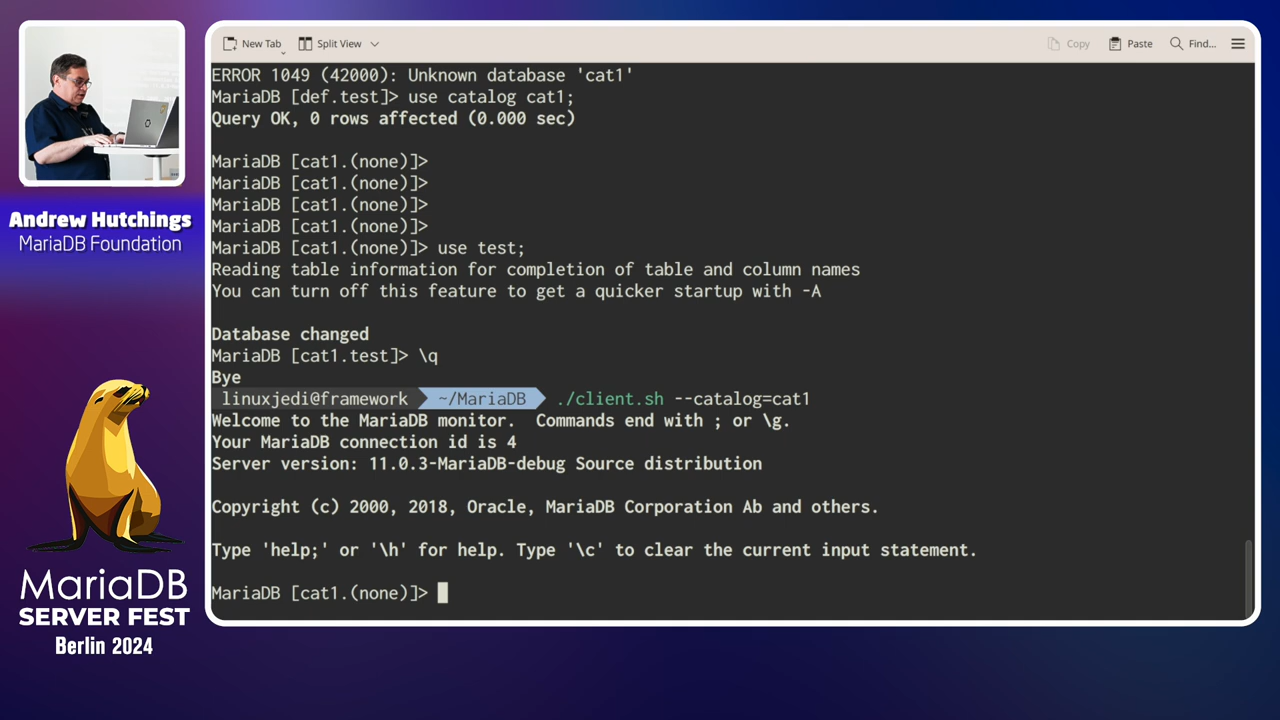 New Tab
Split View
Copy
Paste
Find...
ERROR 1049 (42000): Unknown database 'cat1'
MariaDB [def.test]> use catalog cat1;
Query OK, 0 rows affected (0.000 sec)
MariaDB [cat1.(none)]>
MariaDB [cat1.(none)]>
MariaDB [cat1.(none)]>
MariaDB [cat1.(none)]>
MariaDB [cat1.(none)]> use test;
Reading table information for completion of table and column names
You can turn off this feature to get a quicker startup with -A
Database changed
MariaDB [cat1.test]> \q
Bye
linuxjedi@framework ~/MariaDB ./client.sh --catalog=cat1
Welcome to the MariaDB monitor.  Commands end with ; or \g.
Your MariaDB connection id is 4
Server version: 11.0.3-MariaDB-debug Source distribution
Copyright (c) 2000, 2018, Oracle, MariaDB Corporation Ab and others.
Type 'help;' or '\h' for help. Type '\c' to clear the current input statement.
MariaDB [cat1.(none)]>
Andrew Hutchings
MariaDB Foundation
MariaDB
SERVER FEST
Berlin 2024